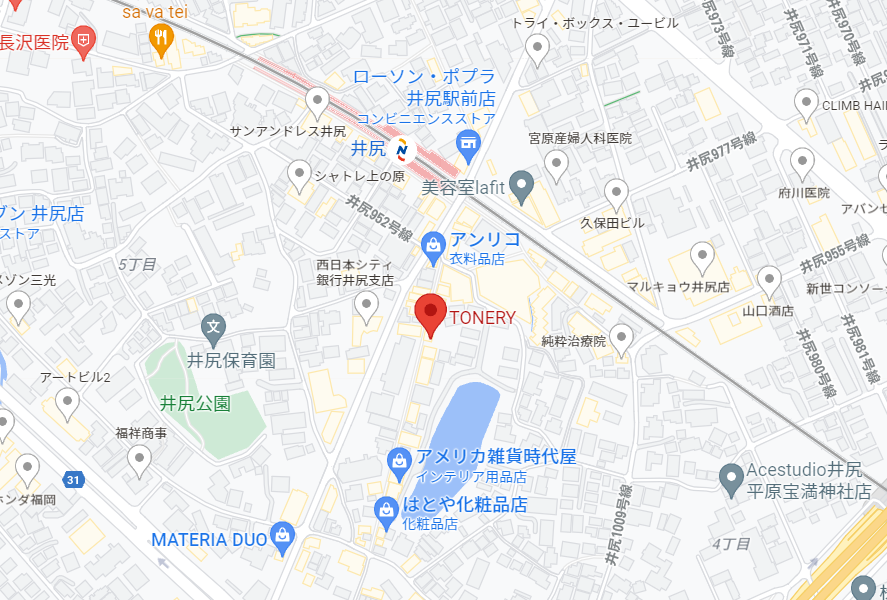 sa va tei
長沢医院
トライ・ボックス・ユービル
井尻973号線
井尻971号線
井尻970号線
ローソン・ポプラ
井尻駅前店
コンビニエンスストア
サンアンドレス井尻
CLIMB HAI
井尻
宮原産婦人科医院
井尻977号線
シャトレ上の原
美容室lafit
府川医院
アバンセ
ブン 井尻店
ストア
井尻952号線
久保田ビル
アンリコ
衣料品店
井尻955号線
5丁目
西日本シティ
銀行井尻支店
メゾン三光
マルキョウ井尻店
新世コンソー
山口酒店
TONERY
文
純粋治療院
井尻保育園
井尻980号線
井尻981号線
アートビル2
井尻公園
福祥商事
アメリカ雑貨時代屋
インテリア用品店
Acestudio井尻
平原宝満神社店
31
ホンダ福岡
はとや化粧品店
化粧品店
井尻1009号線
MATERIA DUO
4丁目